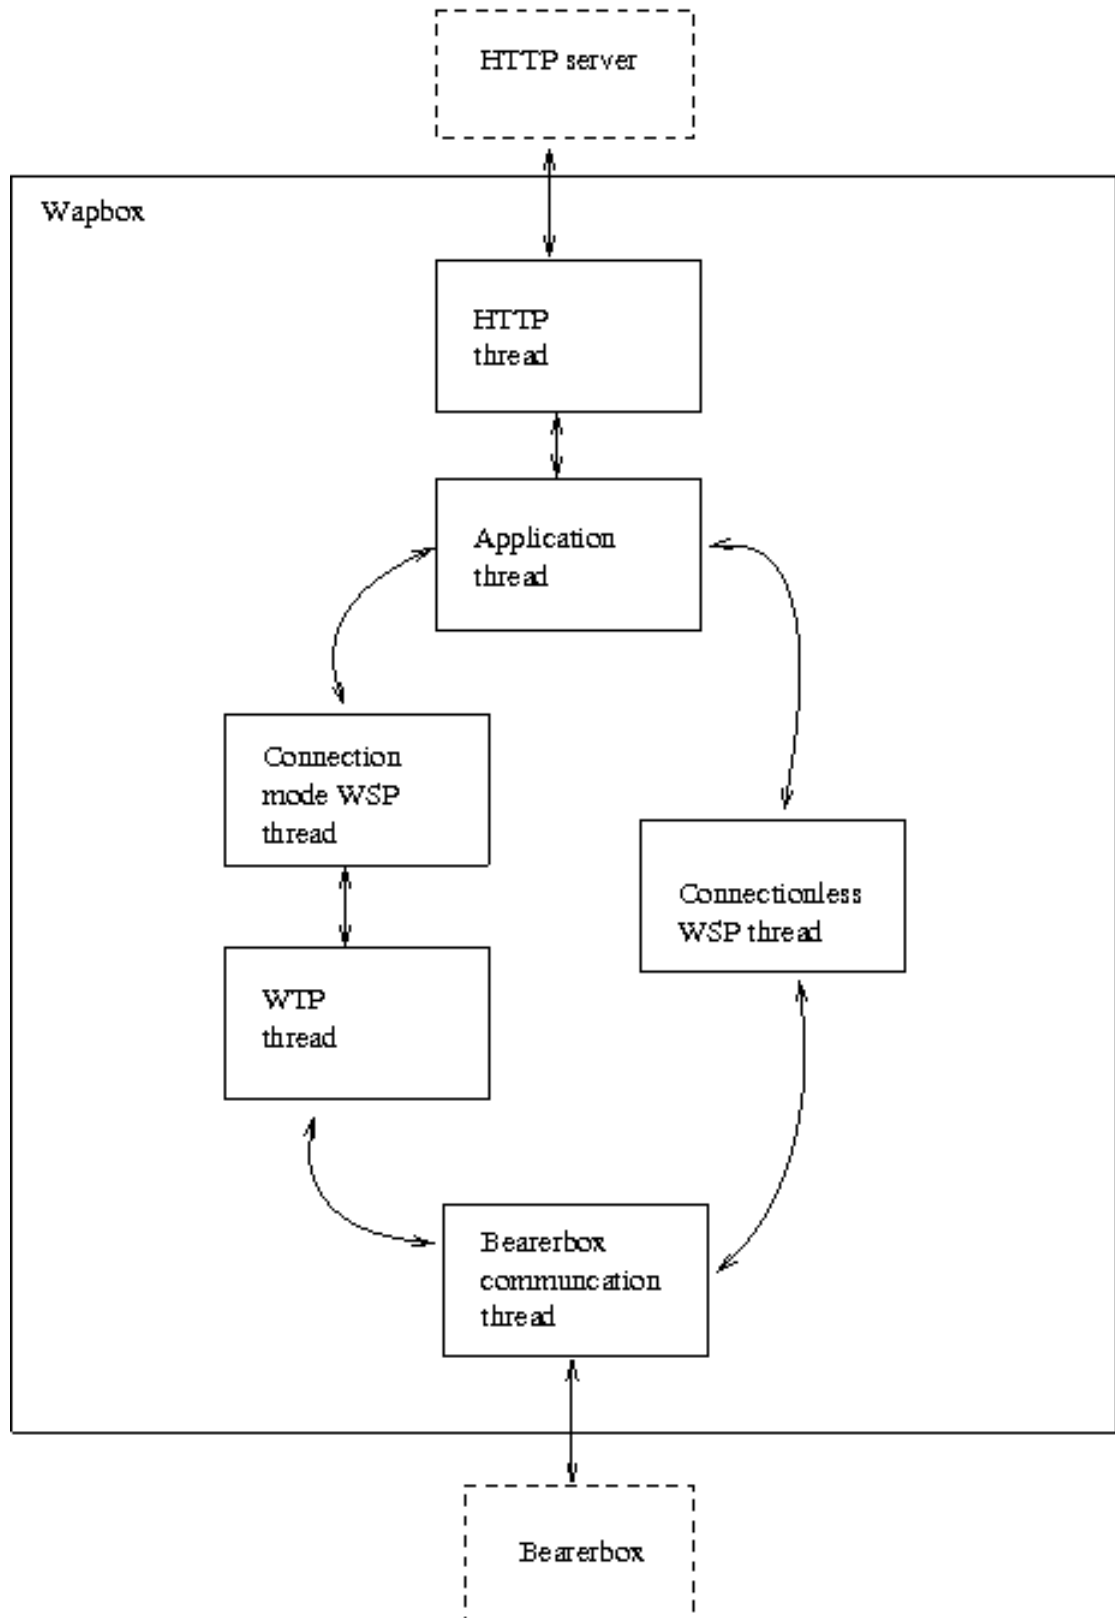 HTTP server
Wapbox
HTTP
thread
Application
thread
Connection
mode WSP
thread
Connectionless
WSP thread
WTP
thread
Bearerbox
communcation
thread
Bearerbox